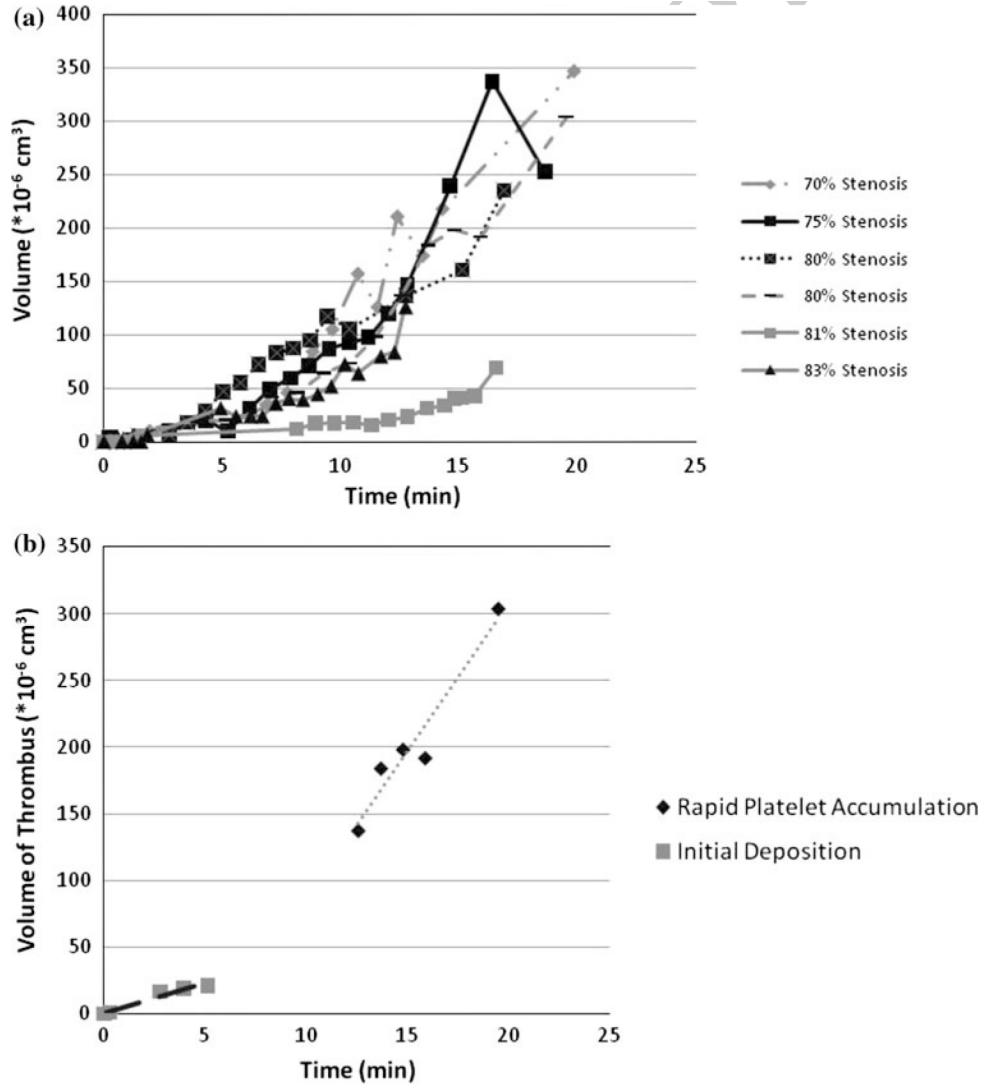 (a)
400
350
300
250
200
150
100
50
0
Volume (*10⁻⁶ cm³)
0 5 10 15 20 25
Time (min)
70% Stenosis
75% Stenosis
80% Stenosis
80% Stenosis
81% Stenosis
83% Stenosis
(b)
350
300
250
200
150
100
50
0
Volume of Thrombus (*10⁻⁶ cm³)
0 5 10 15 20 25
Time (min)
Rapid Platelet Accumulation
Initial Deposition